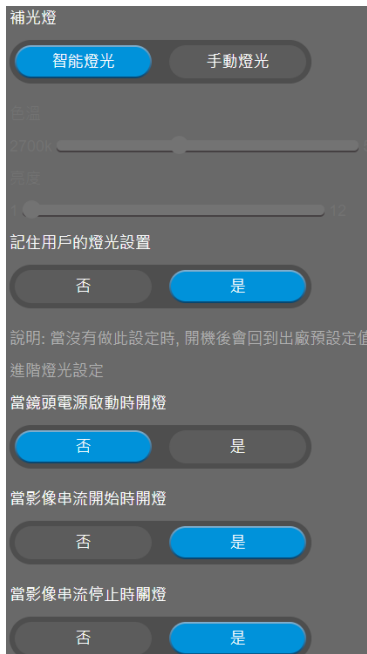 補光燈
智能燈光 手動燈光
色溫
2700k
亮度
1 12
記住用戶的燈光設置
否 是
說明: 當沒有做此設定時, 開機後會回到出廠預設定值
進階燈光設定
當鏡頭電源啟動時開燈
否 是
當影像串流開始時開燈
否 是
當影像串流停止時關燈
否 是